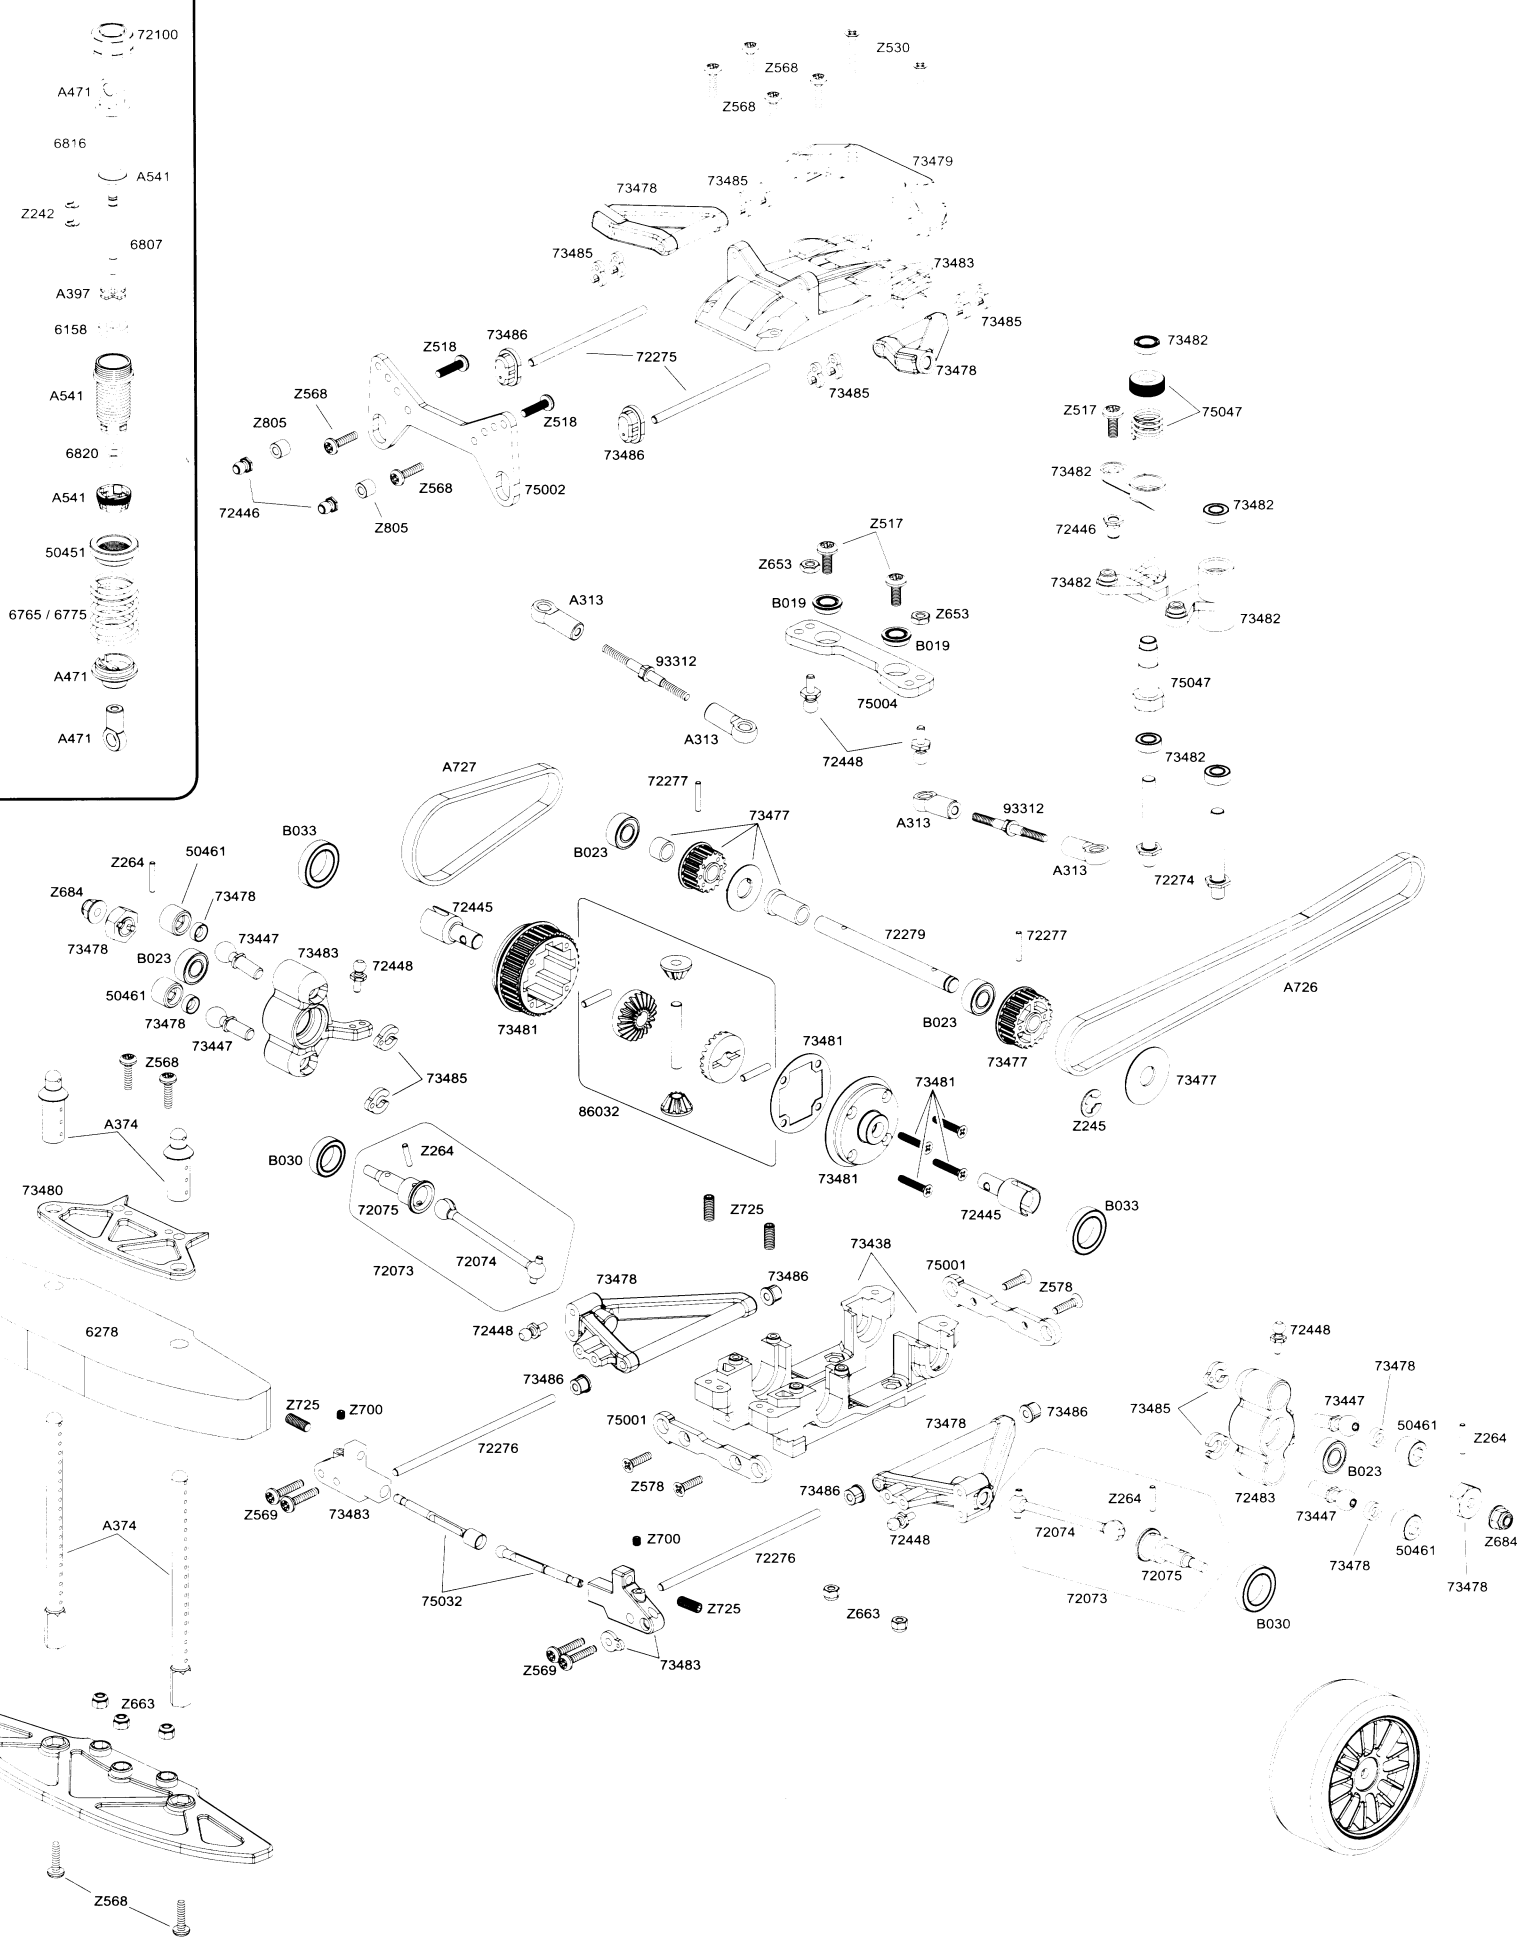 72100
A471
6816
A541
Z242
6807
A397
6158
A541
6820
A541
50451
6765 / 6775
A471
A471
Z530
Z568
Z568
73479
73485
73478
73485
73483
73485
73486
Z518
72275
73478
73485
Z568
Z805
Z518
73486
Z568
75002
72446
Z805
73482
Z517
75047
73482
73482
72446
73482
73482
75047
73482
72274
Z517
Z653
B019
Z653
B019
A313
93312
75004
A313
72448
A313
93312
A313
A727
72277
73477
B023
B033
50461
Z264
Z684
73478
73478
73447
B023
73483
72448
50461
73478
73447
72445
72279
72277
A726
B023
73477
73477
Z245
73481
73481
73481
86032
73481
72445
B033
Z568
73485
A374
B030
Z264
72075
72074
72073
73480
Z725
73438
75001
Z578
73478
73486
72448
73486
6278
Z725
Z700
72276
75001
Z578
73478
73486
73486
72448
73485
73447
73478
50461
Z264
B023
72483
73447
Z684
50461
73478
73478
Z264
72074
72075
72073
B030
Z569
73483
A374
Z700
72276
75032
Z725
Z663
Z569
73483
Z663
Z568